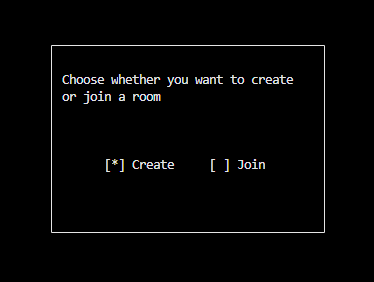 Choose whether you want to create
or join a room
[*] Create [ ] Join